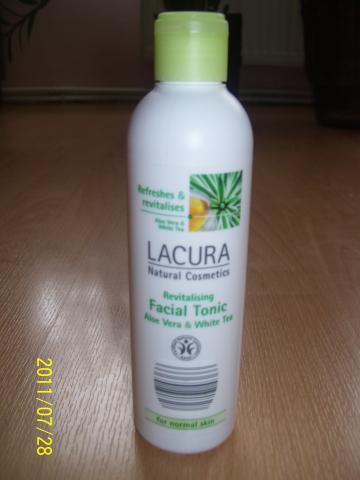 Refreshes &
revitalises
Aloe Vera &
White Tea
LACURA
Natural Cosmetics
Revitalising
Facial Tonic
Aloe Vera & White Tea
for normal skin
2011/07/28